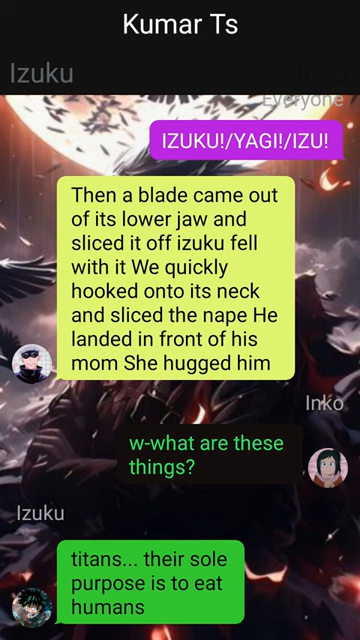 Kumar Ts
Izuku
Inko
Everyone
IZUKU!/YAGI!/IZU!
Then a blade came out
of its lower jaw and
sliced it off izuku fell
with it We quickly
hooked onto its neck
and sliced the nape He
landed in front of his
mom She hugged him
Inko
w-what are these
things?
Izuku
titans... their sole
purpose is to eat
humans